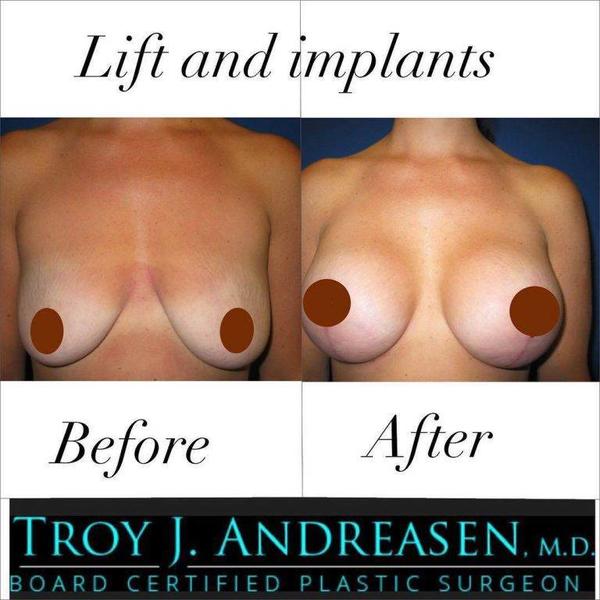 Lift and implants
Before
After
TROY J. ANDREASEN, M.D.
BOARD CERTIFIED PLASTIC SURGEON